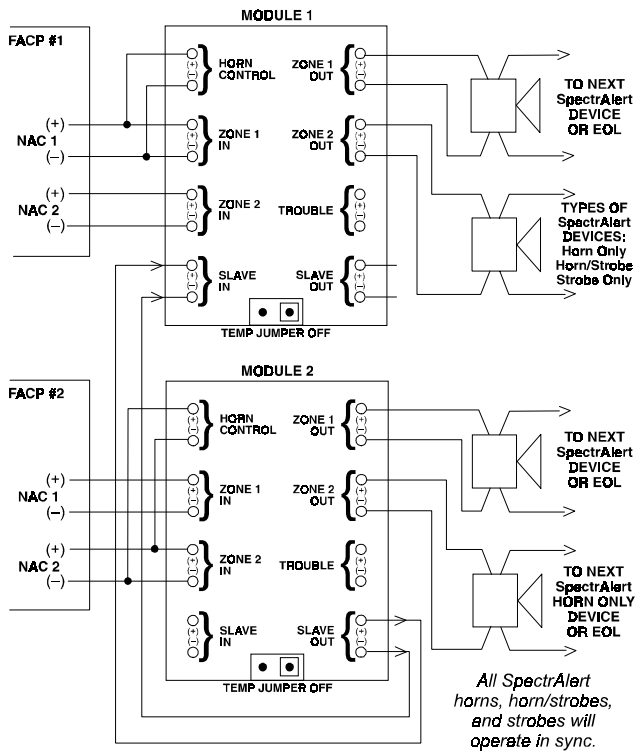 MODULE 1
FACP #1
HORN
CONTROL
(+)
(–)
ZONE 1
OUT
(+)
(–)
TO NEXT
SpectrAlert
DEVICE
OR EOL
(+)
NAC 1
(–)
ZONE 1
IN
(+)
(–)
ZONE 2
OUT
(+)
(–)
(+)
NAC 2
(–)
ZONE 2
IN
(+)
(–)
TROUBLE
(+)
(–)
TYPES OF
SpectrAlert
DEVICES:
Horn Only
Horn/Strobe
Strobe Only
SLAVE
IN
(+)
(–)
SLAVE
OUT
(+)
(–)
TEMP JUMPER OFF
MODULE 2
FACP #2
HORN
CONTROL
(+)
(–)
ZONE 1
OUT
(+)
(–)
TO NEXT
SpectrAlert
DEVICE
OR EOL
(+)
NAC 1
(–)
ZONE 1
IN
(+)
(–)
ZONE 2
OUT
(+)
(–)
(+)
NAC 2
(–)
ZONE 2
IN
(+)
(–)
TROUBLE
(+)
(–)
TO NEXT
SpectrAlert
HORN ONLY
DEVICE
OR EOL
SLAVE
IN
(+)
(–)
SLAVE
OUT
(+)
(–)
TEMP JUMPER OFF
All SpectrAlert
horns, horn/strobes,
and strobes will
operate in sync.